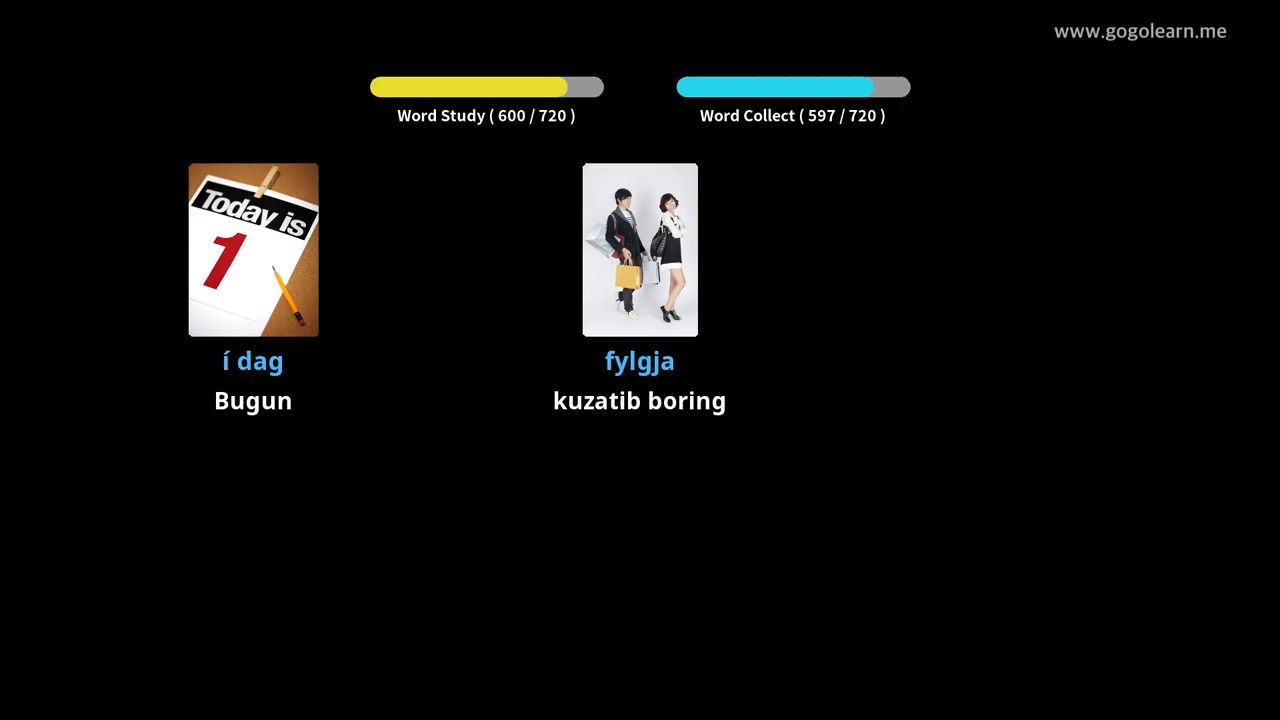 www.gogolearn.me
Word Study ( 600 / 720 )
Word Collect ( 597 / 720 )
Today is
1
í dag
fylgja
Bugun
kuzatib boring